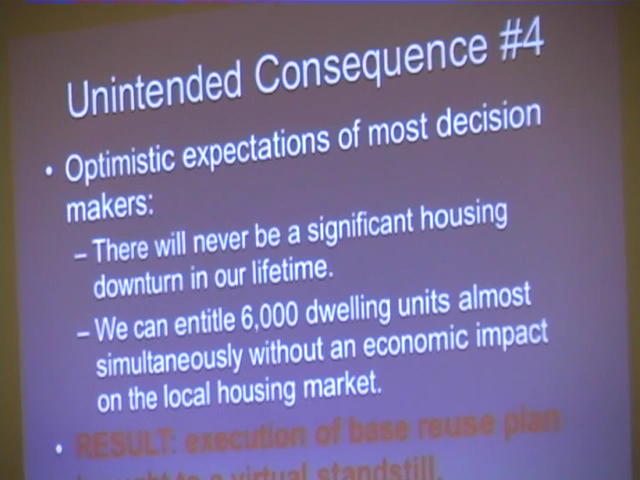 Unintended Consequence #4
• Optimistic expectations of most decision
makers:
– There will never be a significant housing
downturn in our lifetime.
– We can entitle 6,000 dwelling units almost
simultaneously without an economic impact
on the local housing market.
• RESULT: execution of base reuse plan
to a virtual standstill.